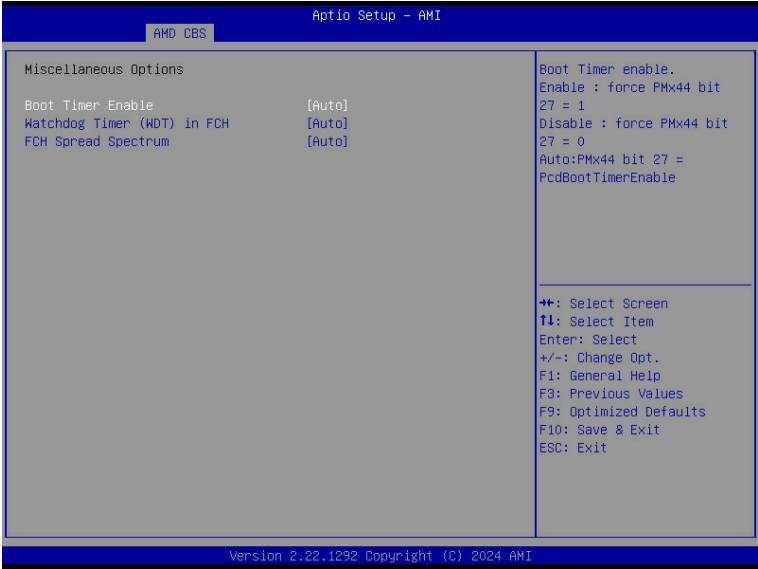 Aptio Setup – AMI
AMD CBS
Miscellaneous Options
Boot Timer Enable [Auto]
Watchdog Timer (WDT) in FCH [Auto]
FCH Spread Spectrum [Auto]
Boot Timer enable.
Enable : force PMx44 bit
27 = 1
Disable : force PMx44 bit
27 = 0
Auto:PMx44 bit 27 =
PcdBootTimerEnable
→←: Select Screen
↑↓: Select Item
Enter: Select
+/-: Change Opt.
F1: General Help
F3: Previous Values
F9: Optimized Defaults
F10: Save & Exit
ESC: Exit
Version 2.22.1292 Copyright (C) 2024 AMI